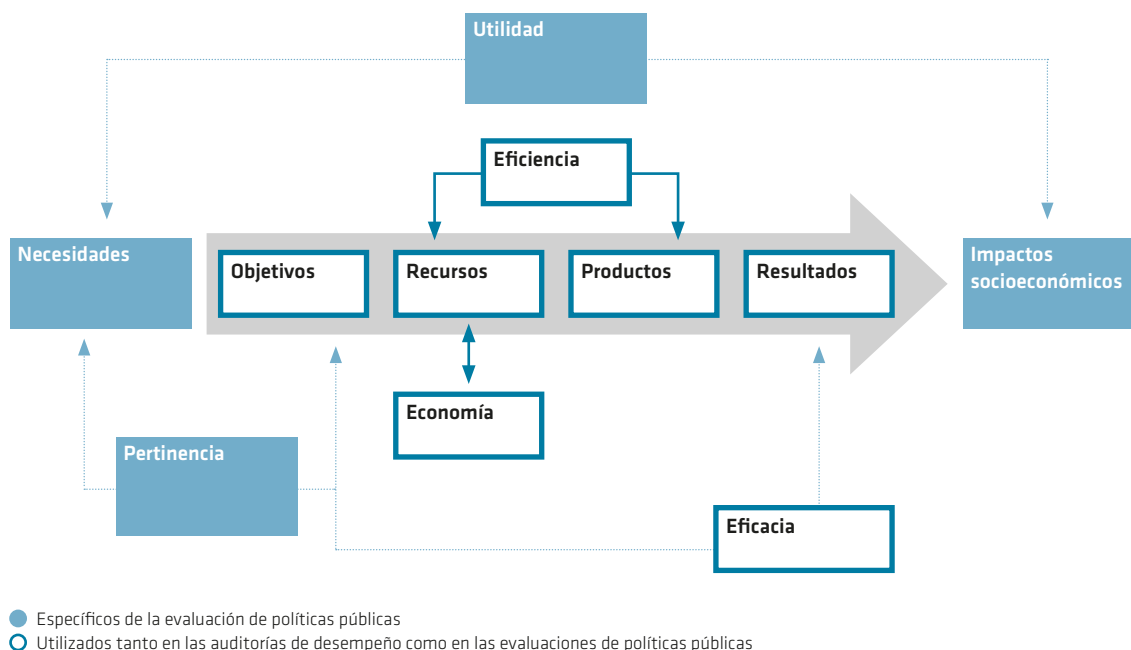 Utilidad
Eficiencia
Necesidades
Objetivos
Recursos
Productos
Resultados
Impactos
socioeconómicos
Economía
Pertinencia
Eficacia
Específicos de la evaluación de políticas públicas
Utilizados tanto en las auditorías de desempeño como en las evaluaciones de políticas públicas